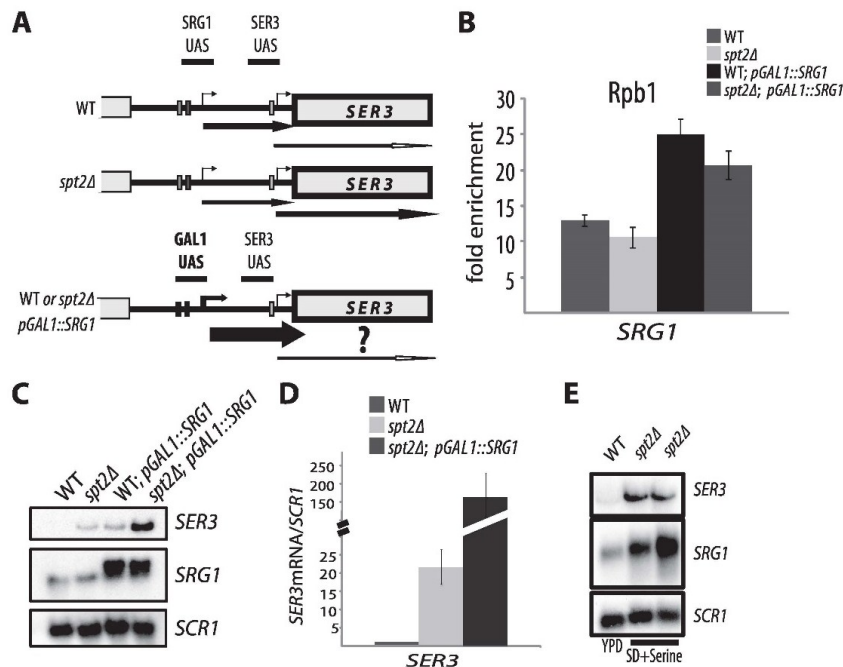 A
SRG1
UAS
SER3
UAS
WT
SER3
spt2Δ
SER3
GAL1
UAS
SER3
UAS
WT or spt2Δ
pGAL1::SRG1
SER3
?
B
WT
spt2Δ
WT; pGAL1::SRG1
spt2Δ; pGAL1::SRG1
Rpb1
fold enrichment
30
25
20
15
10
5
SRG1
C
WT
spt2Δ
WT; pGAL1::SRG1
spt2Δ; pGAL1::SRG1
SER3
SRG1
SCR1
D
WT
spt2Δ
spt2Δ; pGAL1::SRG1
SER3mRNA/SCR1
250
200
150
25
20
15
10
5
SER3
E
WT
spt2Δ
spt2Δ
SER3
SRG1
SCR1
YPD
SD+Serine